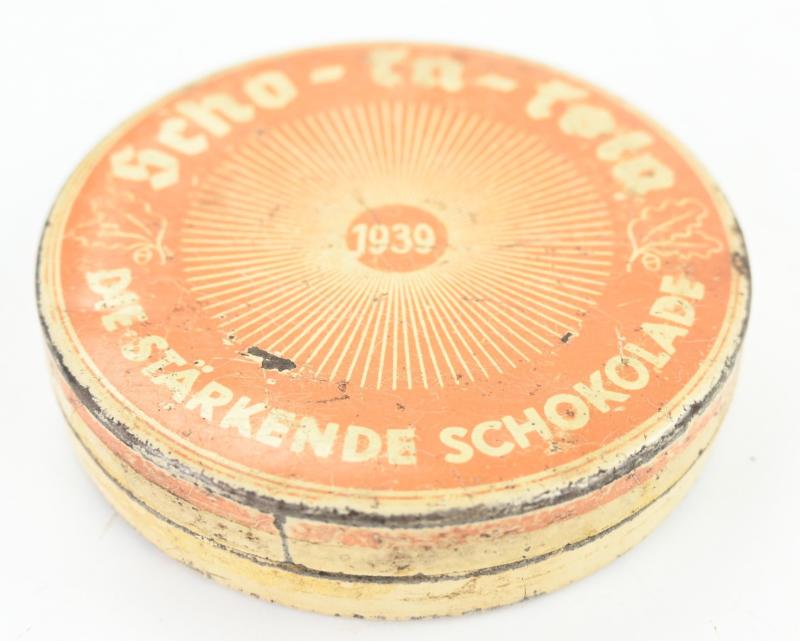 Scho-ka-kola
1939
DIE STÄRKENDE SCHOKOLADE